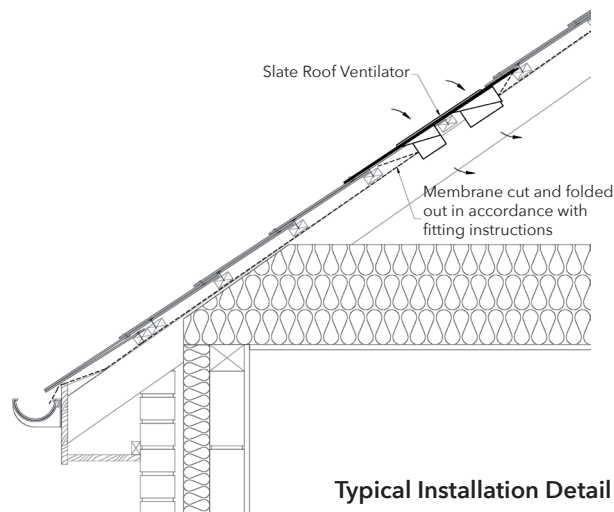 Slate Roof Ventilator
Membrane cut and folded
out in accordance with
fitting instructions
Typical Installation Detail